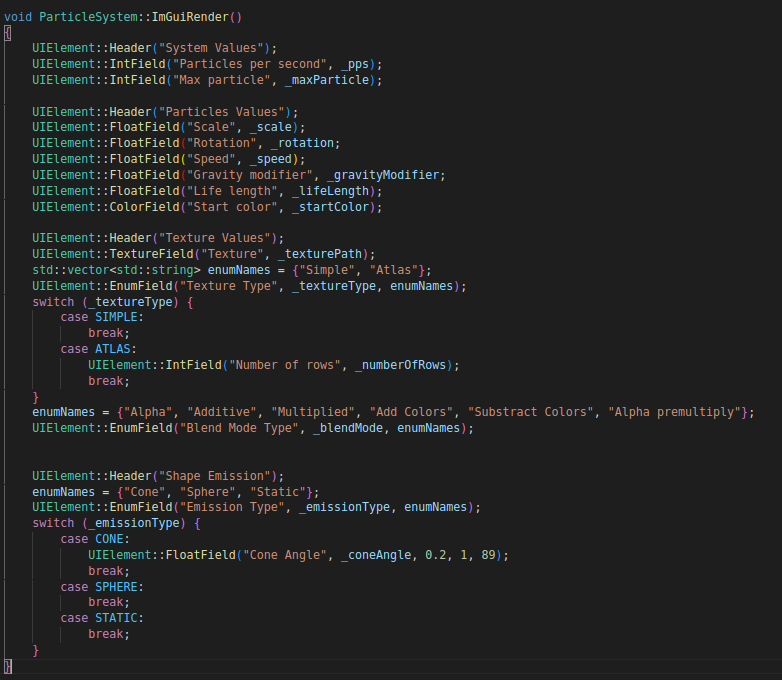 void ParticleSystem::ImGuiRender()
{
    UIElement::Header("System Values");
    UIElement::IntField("Particles per second", _pps);
    UIElement::IntField("Max particle", _maxParticle);

    UIElement::Header("Particles Values");
    UIElement::FloatField("Scale", _scale);
    UIElement::FloatField("Rotation", _rotation;
    UIElement::FloatField("Speed", _speed);
    UIElement::FloatField("Gravity modifier", _gravityModifier;
    UIElement::FloatField("Life length", _lifeLength);
    UIElement::ColorField("Start color", _startColor);

    UIElement::Header("Texture Values");
    UIElement::TextureField("Texture", _texturePath);
    std::vector<std::string> enumNames = {"Simple", "Atlas"};
    UIElement::EnumField("Texture Type", _textureType, enumNames);
    switch (_textureType) {
        case SIMPLE:
            break;
        case ATLAS:
            UIElement::IntField("Number of rows", _numberOfRows);
            break;
    }
    enumNames = {"Alpha", "Additive", "Multiplied", "Add Colors", "Substract Colors", "Alpha premultiply"};
    UIElement::EnumField("Blend Mode Type", _blendMode, enumNames);


    UIElement::Header("Shape Emission");
    enumNames = {"Cone", "Sphere", "Static"};
    UIElement::EnumField("Emission Type", _emissionType, enumNames);
    switch (_emissionType) {
        case CONE:
            UIElement::FloatField("Cone Angle", _coneAngle, 0.2, 1, 89);
            break;
        case SPHERE:
            break;
        case STATIC:
            break;
    }
}